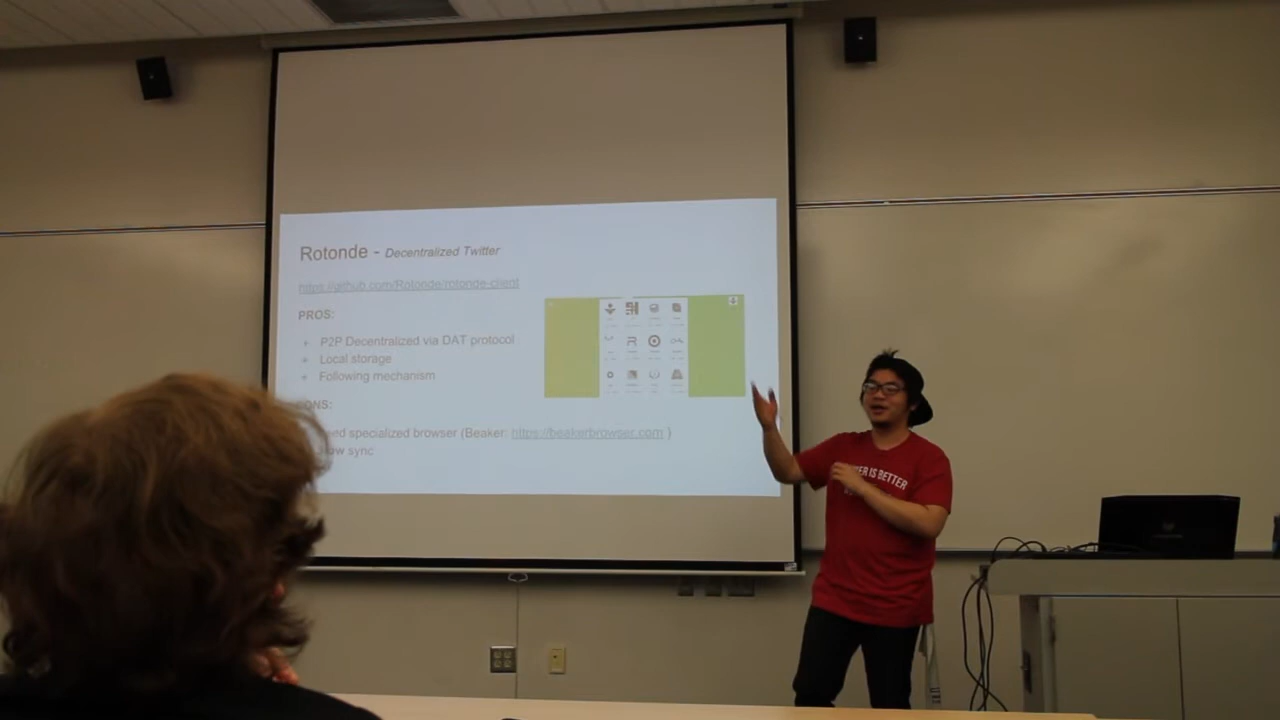 Rotonde - Decentralized Twitter
https://github.com/Rotonde/rotonde-client
PROS:
+ P2P Decentralized via DAT protocol
+ Local storage
+ Following mechanism
specialized browser (Beaker: https://beakerbrowser.com )
sync
IS BETTER